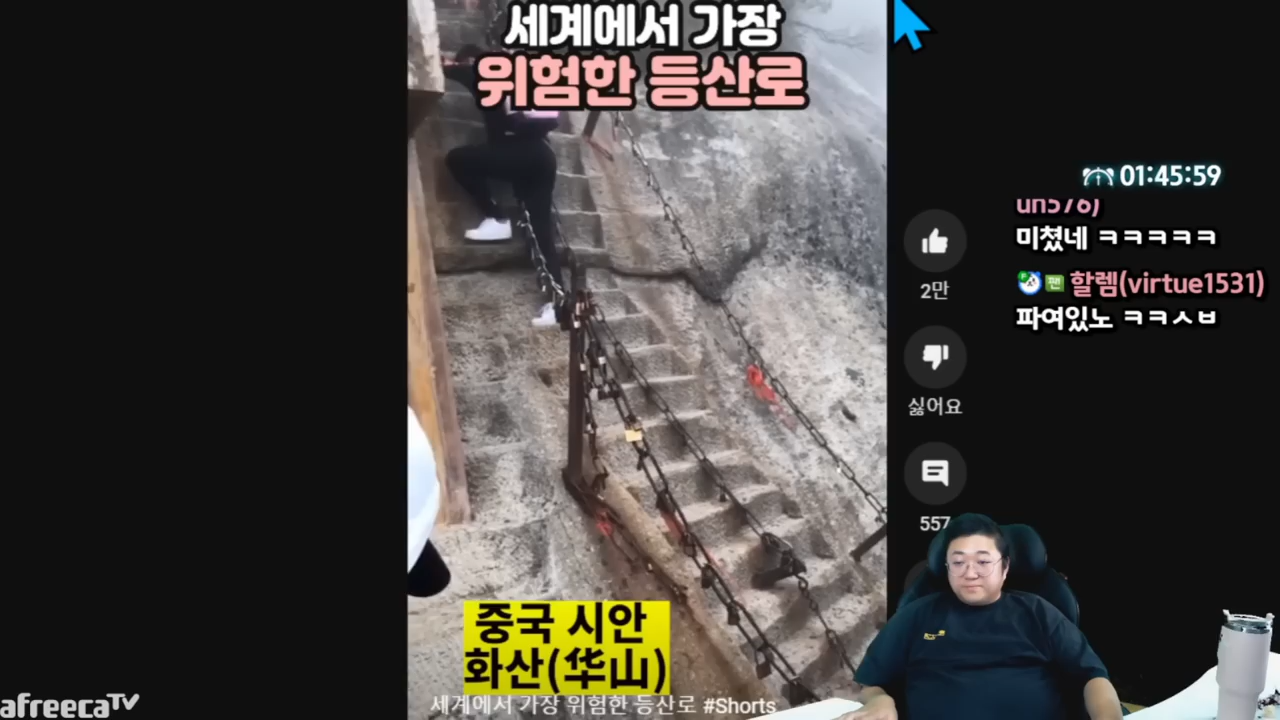 세계에서 가장
위험한 등산로
01:45:59
un578)
미쳤네 ㅋㅋㅋㅋㅋ
할렘(virtue1531)
파여있노 ㅋㅋㅅㅂ
2만
싫어요
557
중국 시안
화산(华山)
세계에서 가장 위험한 등산로 #Shorts
afreecaTV